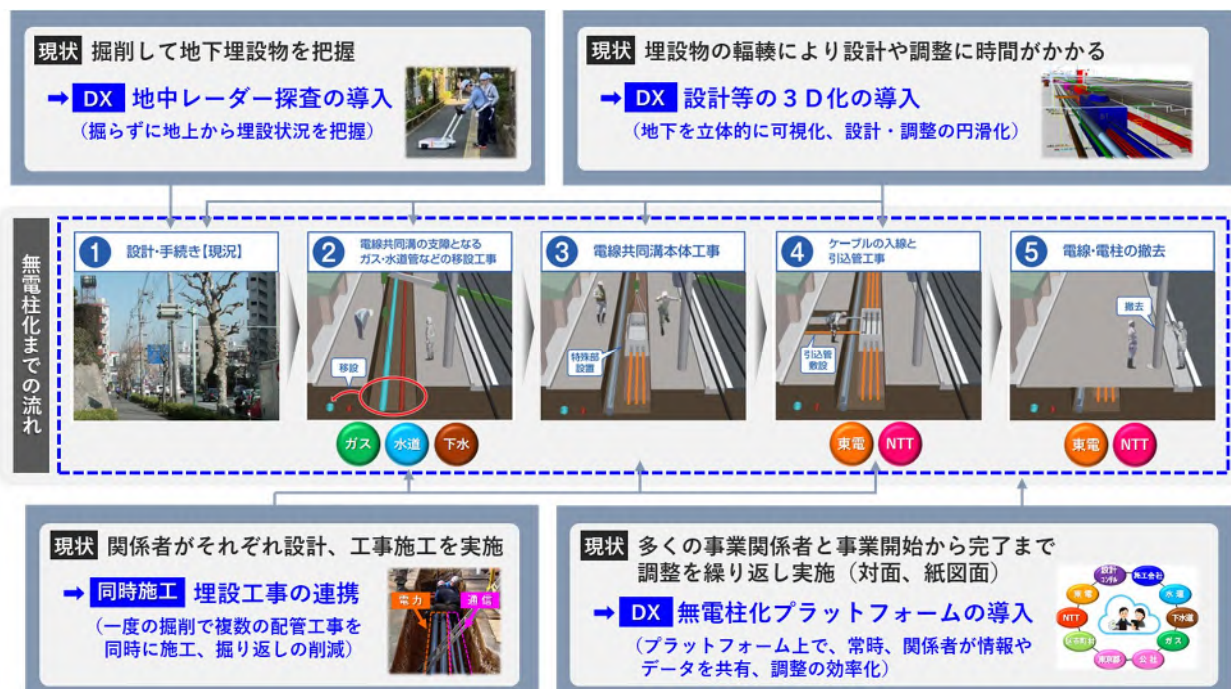 現状 掘削して地下埋設物を把握
➡ DX 地中レーダー探査の導入
(掘らずに地上から埋設状況を把握)
現状 埋設物の輻輳により設計や調整に時間がかかる
➡ DX 設計等の3D化の導入
(地下を立体的に可視化、設計・調整の円滑化)
無電柱化までの流れ
1 設計・手続き【現況】
2 電線共同溝の支障となる
ガス・水道管などの移設工事
移設
ガス 水道 下水
3 電線共同溝本体工事
特殊部
設置
4 ケーブルの入線と
引込管工事
引込管
敷設
東電 NTT
5 電線・電柱の撤去
撤去
東電 NTT
現状 関係者がそれぞれ設計、工事施工を実施
➡ 同時施工 埋設工事の連携
(一度の掘削で複数の配管工事を
同時に施工、掘り返しの削減)
電力 通信
現状 多くの事業関係者と事業開始から完了まで
調整を繰り返し実施(対面、紙図面)
➡ DX 無電柱化プラットフォームの導入
(プラットフォーム上で、常時、関係者が情報や
データを共有、調整の効率化)
設計
コンサル
施工会社
東電
水道
NTT
下水道
ガス
東京都
公社